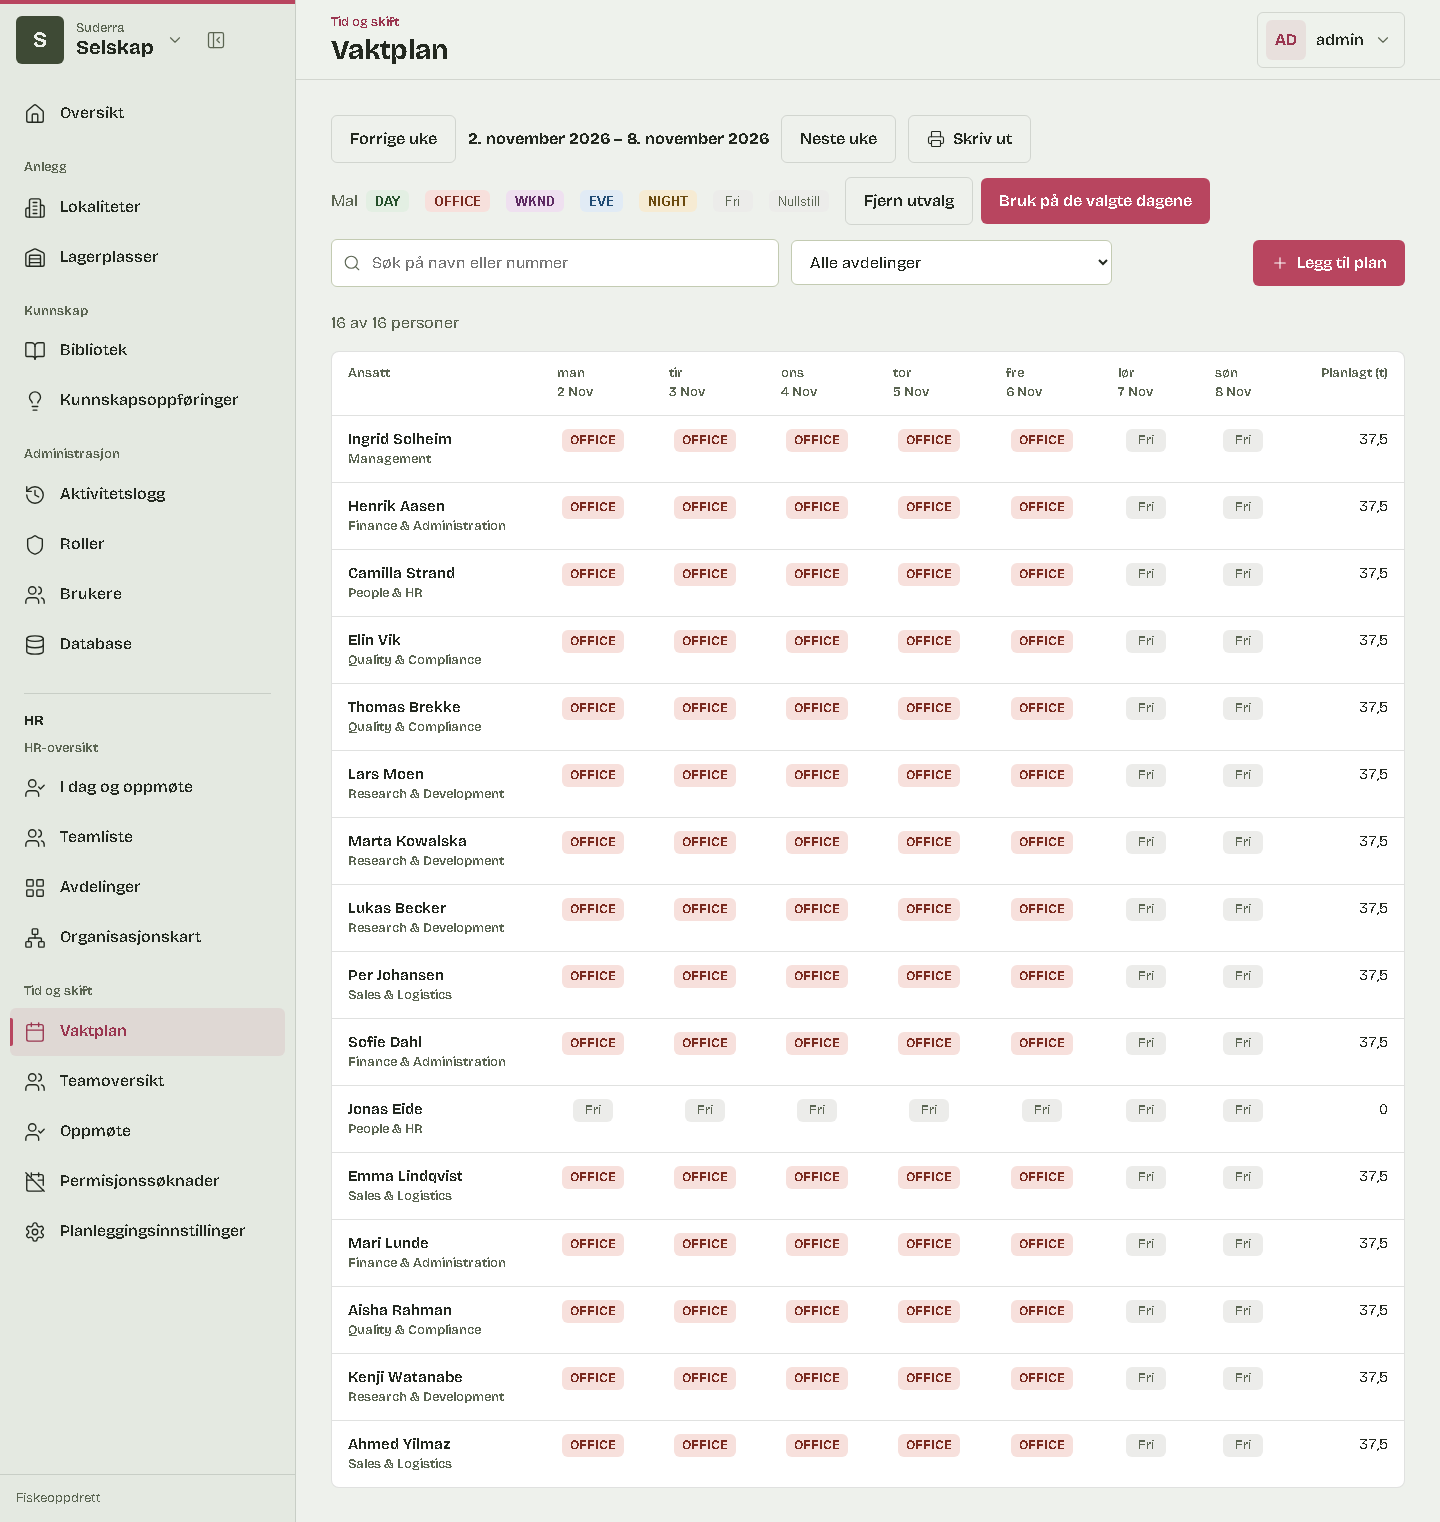 Suderra
S
Selskap
Oversikt
Anlegg
Lokaliteter
Lagerplasser
Kunnskap
Bibliotek
Kunnskapsoppføringer
Administrasjon
Aktivitetslogg
Roller
Brukere
Database
HR
HR-oversikt
I dag og oppmøte
Teamliste
Avdelinger
Organisasjonskart
Tid og skift
Vaktplan
Teamoversikt
Oppmøte
Permisjonssøknader
Planleggingsinnstillinger
Fiskeoppdrett
Tid og skift
Vaktplan
AD admin
Forrige uke 2. november 2026 – 8. november 2026 Neste uke Skriv ut
Mal DAY OFFICE WKND EVE NIGHT Fri Nullstill Fjern utvalg Bruk på de valgte dagene
Søk på navn eller nummer Alle avdelinger Legg til plan
16 av 16 personer
Ansatt man tir ons tor fre lør søn Planlagt (t)
2 Nov 3 Nov 4 Nov 5 Nov 6 Nov 7 Nov 8 Nov
Ingrid Solheim OFFICE OFFICE OFFICE OFFICE OFFICE Fri Fri 37,5
Management
Henrik Aasen OFFICE OFFICE OFFICE OFFICE OFFICE Fri Fri 37,5
Finance & Administration
Camilla Strand OFFICE OFFICE OFFICE OFFICE OFFICE Fri Fri 37,5
People & HR
Elin Vik OFFICE OFFICE OFFICE OFFICE OFFICE Fri Fri 37,5
Quality & Compliance
Thomas Brekke OFFICE OFFICE OFFICE OFFICE OFFICE Fri Fri 37,5
Quality & Compliance
Lars Moen OFFICE OFFICE OFFICE OFFICE OFFICE Fri Fri 37,5
Research & Development
Marta Kowalska OFFICE OFFICE OFFICE OFFICE OFFICE Fri Fri 37,5
Research & Development
Lukas Becker OFFICE OFFICE OFFICE OFFICE OFFICE Fri Fri 37,5
Research & Development
Per Johansen OFFICE OFFICE OFFICE OFFICE OFFICE Fri Fri 37,5
Sales & Logistics
Sofie Dahl OFFICE OFFICE OFFICE OFFICE OFFICE Fri Fri 37,5
Finance & Administration
Jonas Eide Fri Fri Fri Fri Fri Fri Fri 0
People & HR
Emma Lindqvist OFFICE OFFICE OFFICE OFFICE OFFICE Fri Fri 37,5
Sales & Logistics
Mari Lunde OFFICE OFFICE OFFICE OFFICE OFFICE Fri Fri 37,5
Finance & Administration
Aisha Rahman OFFICE OFFICE OFFICE OFFICE OFFICE Fri Fri 37,5
Quality & Compliance
Kenji Watanabe OFFICE OFFICE OFFICE OFFICE OFFICE Fri Fri 37,5
Research & Development
Ahmed Yilmaz OFFICE OFFICE OFFICE OFFICE OFFICE Fri Fri 37,5
Sales & Logistics